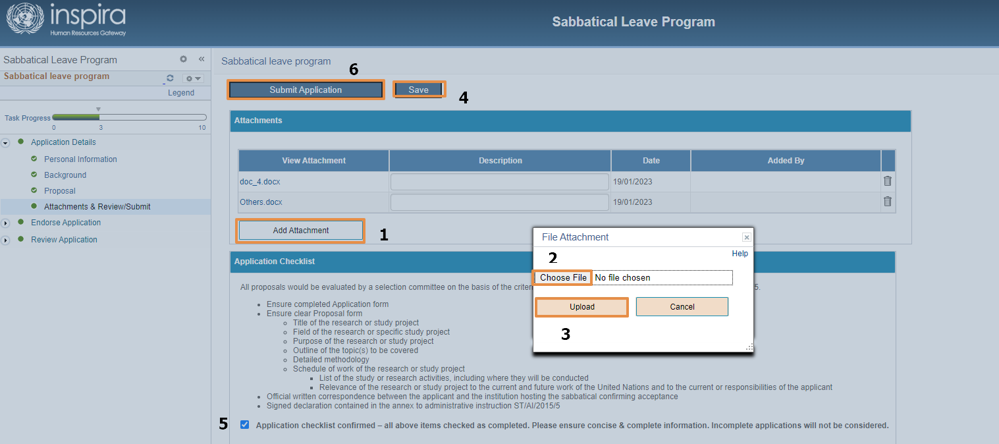 inspira
Human Resources Gateway
Sabbatical Leave Program
Sabbatical Leave Program «
Sabbatical leave program
Legend
Task Progress
0 3 10
Application Details
Personal Information
Background
Proposal
Attachments & Review/Submit
Endorse Application
Review Application
Sabbatical leave program
6
Submit Application Save
4
Attachments
View Attachment Description Date Added By
doc_4.docx 19/01/2023
Others.docx 19/01/2023
Add Attachment 1
File Attachment
Help
2
Choose File No file chosen
Upload Cancel
3
Application Checklist
All proposals would be evaluated by a selection committee on the basis of the 5.
Ensure completed Application form
Ensure clear Proposal form
Title of the research or study project
Field of the research or specific study project
Purpose of the research or study project
Outline of the topic(s) to be covered
Detailed methodology
Schedule of work of the research or study project
List of the study or research activities, including where they will be conducted
Relevance of the research or study project to the current and future work of the United Nations and to the current or responsibilities of the applicant
Official written correspondence between the applicant and the institution hosting the sabbatical confirming acceptance
Signed declaration contained in the annex to administrative instruction ST/AI/2015/5
5 Application checklist confirmed – all above items checked as completed. Please ensure concise & complete information. Incomplete applications will not be considered.